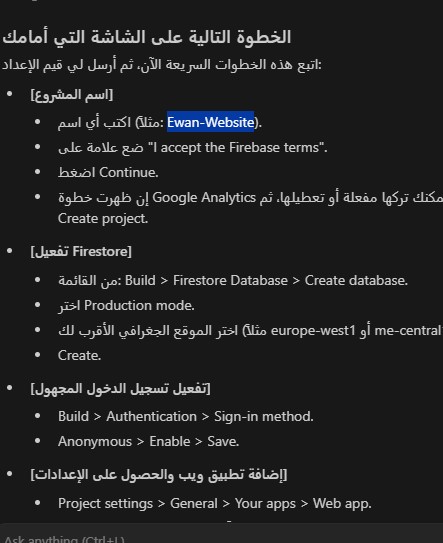 الخطوة التالية على الشاشة التي أمامك
اتبع هذه الخطوات السريعة الآن، ثم أرسل لي قيم الإعداد:
[اسم المشروع]
اكتب أي اسم (مثلاً: Ewan-Website).
ضع علامة على "I accept the Firebase terms".
اضغط Continue.
إن ظهرت خطوة Google Analytics يمكنك تركها مفعلة أو تعطيلها، ثم
Create project.
[تفعيل Firestore]
من القائمة: Build > Firestore Database > Create database.
اختر Production mode.
اختر الموقع الجغرافي الأقرب لك (مثلاً europe-west1 أو me-central1
Create.
[تفعيل تسجيل الدخول المجهول]
Build > Authentication > Sign-in method.
Anonymous > Enable > Save.
[إضافة تطبيق ويب والحصول على الإعدادات]
Project settings > General > Your apps > Web app.
Ask anything (Ctrl+L)